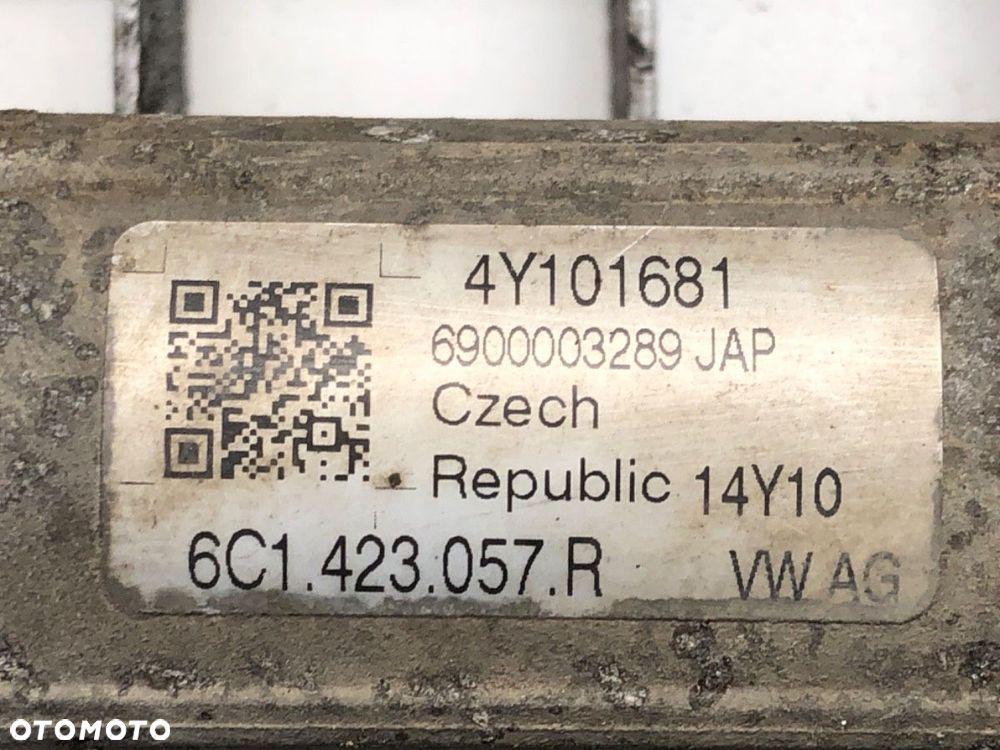 4Y101681
6900003289 JAP
Czech
Republic 14Y10
6C1.423.057.R VW AG
OTOMOTO